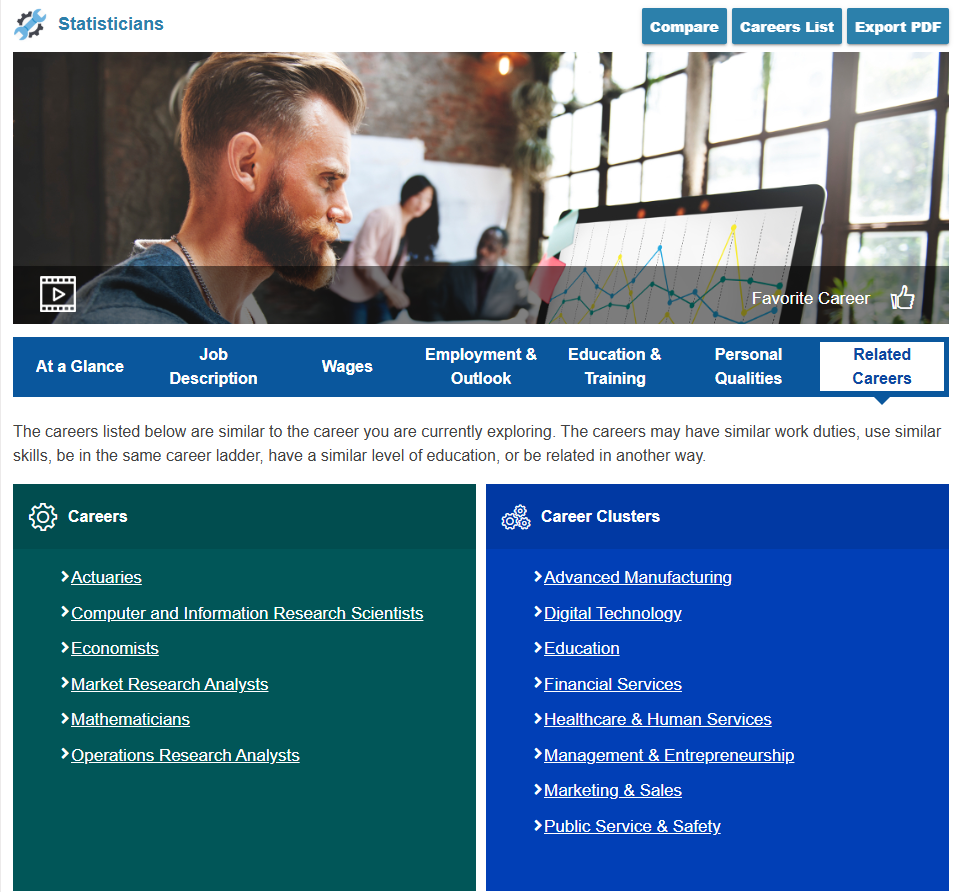 Statisticians
Compare
Careers List
Export PDF
Favorite Career
At a Glance
Job
Description
Wages
Employment &
Outlook
Education &
Training
Personal
Qualities
Related
Careers
The careers listed below are similar to the career you are currently exploring. The careers may have similar work duties, use similar
skills, be in the same career ladder, have a similar level of education, or be related in another way.
Careers
Actuaries
Computer and Information Research Scientists
Economists
Market Research Analysts
Mathematicians
Operations Research Analysts
Career Clusters
Advanced Manufacturing
Digital Technology
Education
Financial Services
Healthcare & Human Services
Management & Entrepreneurship
Marketing & Sales
Public Service & Safety